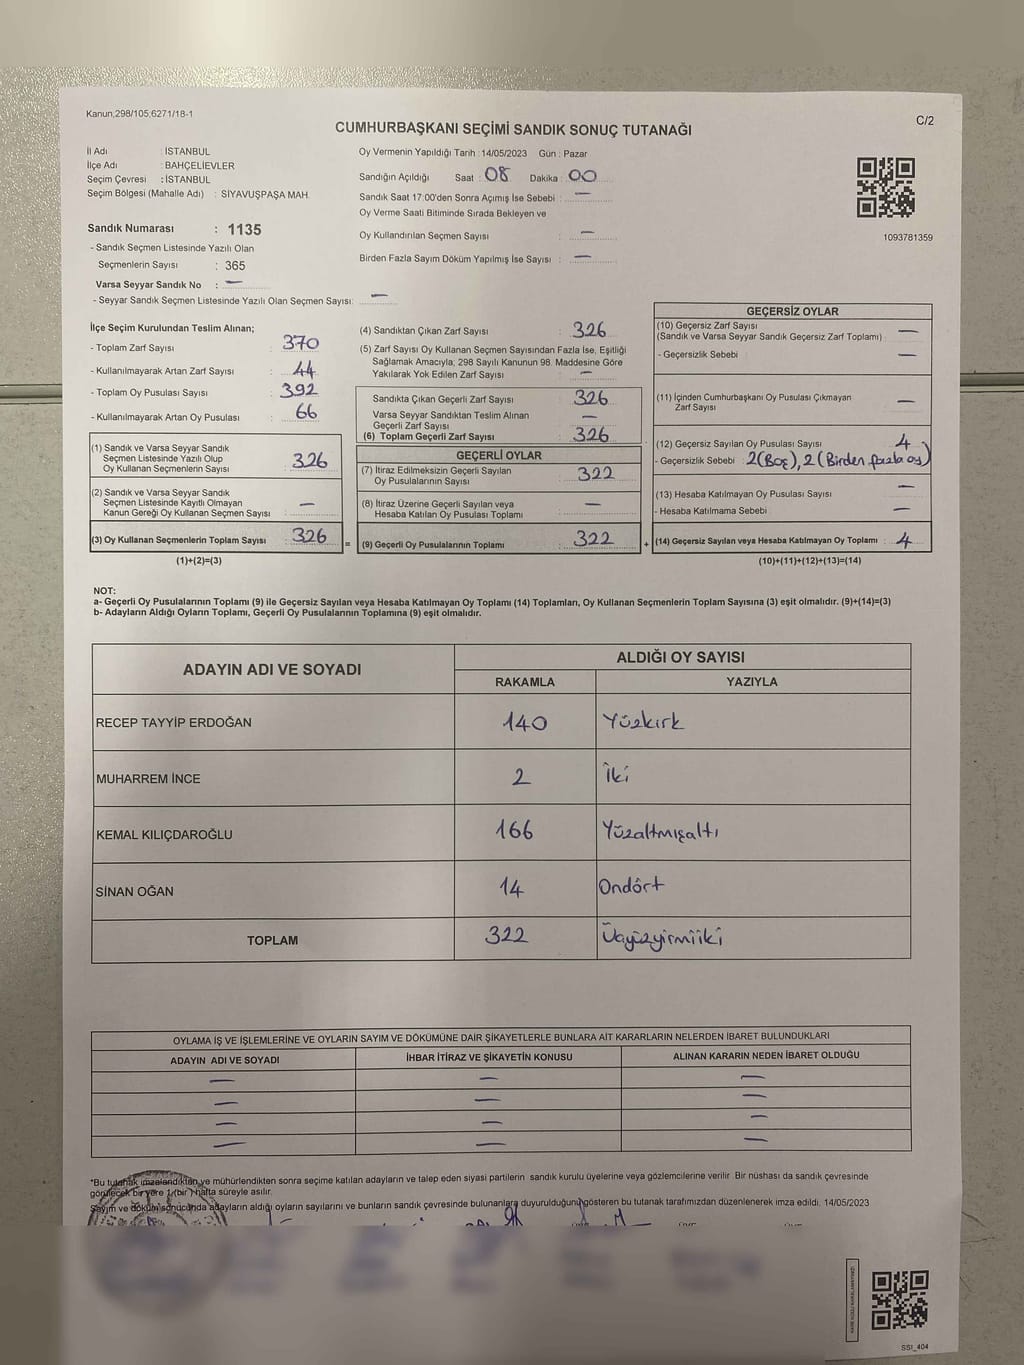 Kanun,298/105,6271/18-1
C/2
CUMHURBAŞKANI SEÇİMİ SANDIK SONUÇ TUTANAĞI
İl Adı : İSTANBUL
İlçe Adı : BAHÇELİEVLER
Seçim Çevresi : İSTANBUL
Seçim Bölgesi (Mahalle Adı) : SİYAVUŞPAŞA MAH.
Sandık Numarası : 1135
- Sandık Seçmen Listesinde Yazılı Olan
Seçmenlerin Sayısı : 365
Varsa Seyyar Sandık No : —
- Seyyar Sandık Seçmen Listesinde Yazılı Olan Seçmen Sayısı: —
Oy Vermenin Yapıldığı Tarih : 14/05/2023 Gün : Pazar
Sandığın Açıldığı Saat : 08 Dakika : 00
Sandık Saat 17:00'den Sonra Açımış İse Sebebi : —
Oy Verme Saati Bitiminde Sırada Bekleyen ve
Oy Kullandırılan Seçmen Sayısı : —
Birden Fazla Sayım Döküm Yapılmış İse Sayısı : —
1093781359
İlçe Seçim Kurulundan Teslim Alınan;
- Toplam Zarf Sayısı : 370
- Kullanılmayarak Artan Zarf Sayısı : 44
- Toplam Oy Pusulası Sayısı : 392
- Kullanılmayarak Artan Oy Pusulası : 66
(1) Sandık ve Varsa Seyyar Sandık
Seçmen Listesinde Yazılı Olup
Oy Kullanan Seçmenlerin Sayısı : 326
(2) Sandık ve Varsa Seyyar Sandık
Seçmen Listesinde Kayıtlı Olmayan
Kanun Gereği Oy Kullanan Seçmen Sayısı : —
(3) Oy Kullanan Seçmenlerin Toplam Sayısı : 326
(1)+(2)=(3)
(4) Sandıktan Çıkan Zarf Sayısı : 326
(5) Zarf Sayısı Oy Kullanan Seçmen Sayısından Fazla İse, Eşitliği
Sağlamak Amacıyla, 298 Sayılı Kanunun 98. Maddesine Göre
Yakılarak Yok Edilen Zarf Sayısı : —
Sandıkta Çıkan Geçerli Zarf Sayısı : 326
Varsa Seyyar Sandıktan Teslim Alınan
Geçerli Zarf Sayısı : —
(6) Toplam Geçerli Zarf Sayısı : 326
GEÇERLİ OYLAR
(7) İtiraz Edilmeksizin Geçerli Sayılan
Oy Pusulalarının Sayısı : 322
(8) İtiraz Üzerine Geçerli Sayılan veya
Hesaba Katılan Oy Pusulası Toplamı : —
= (9) Geçerli Oy Pusulalarının Toplamı : 322
GEÇERSİZ OYLAR
(10) Geçersiz Zarf Sayısı
(Sandık ve Varsa Seyyar Sandık Geçersiz Zarf Toplamı) : —
- Geçersizlik Sebebi : —
(11) İçinden Cumhurbaşkanı Oy Pusulası Çıkmayan
Zarf Sayısı : —
(12) Geçersiz Sayılan Oy Pusulası Sayısı : 4
- Geçersizlik Sebebi : 2(Boş), 2 (Birden fazla oy)
(13) Hesaba Katılmayan Oy Pusulası Sayısı : —
- Hesaba Katılmama Sebebi : —
+ (14) Geçersiz Sayılan veya Hesaba Katılmayan Oy Toplamı : 4
(10)+(11)+(12)+(13)=(14)
NOT:
a- Geçerli Oy Pusulalarının Toplamı (9) ile Geçersiz Sayılan veya Hesaba Katılmayan Oy Toplamı (14) Toplamları, Oy Kullanan Seçmenlerin Toplam Sayısına (3) eşit olmalıdır. (9)+(14)=(3)
b- Adayların Aldığı Oyların Toplamı, Geçerli Oy Pusulalarının Toplamına (9) eşit olmalıdır.
ADAYIN ADI VE SOYADI
ALDIĞI OY SAYISI
RAKAMLA YAZIYLA
RECEP TAYYİP ERDOĞAN 140 Yüzkırk
MUHARREM İNCE 2 İki
KEMAL KILIÇDAROĞLU 166 Yüzaltmışaltı
SİNAN OĞAN 14 Ondört
TOPLAM 322 Üçyüzyirmiiki
OYLAMA İŞ VE İŞLEMLERİNE VE OYLARIN SAYIM VE DÖKÜMÜNE DAİR ŞİKAYETLERLE BUNLARA AİT KARARLARIN NELERDEN İBARET BULUNDUKLARI
ADAYIN ADI VE SOYADI İHBAR İTİRAZ VE ŞİKAYETİN KONUSU ALINAN KARARIN NEDEN İBARET OLDUĞU
— — —
— — —
— — —
— — —
*Bu tutanak imzalandıktan ve mühürlendikten sonra seçime katılan adayların ve talep eden siyasi partilerin sandık kurulu üyelerine veya gözlemcilerine verilir. Bir nüshası da sandık çevresinde
görülecek bir yere 1 (bir) hafta süreyle asılır.
Sayım ve döküm sonucunda adayların aldığı oyların sayılarını ve bunların sandık çevresinde bulunanlara duyurulduğunu gösteren bu tutanak tarafımızdan düzenlenerek imza edildi. 14/05/2023
SSI_404